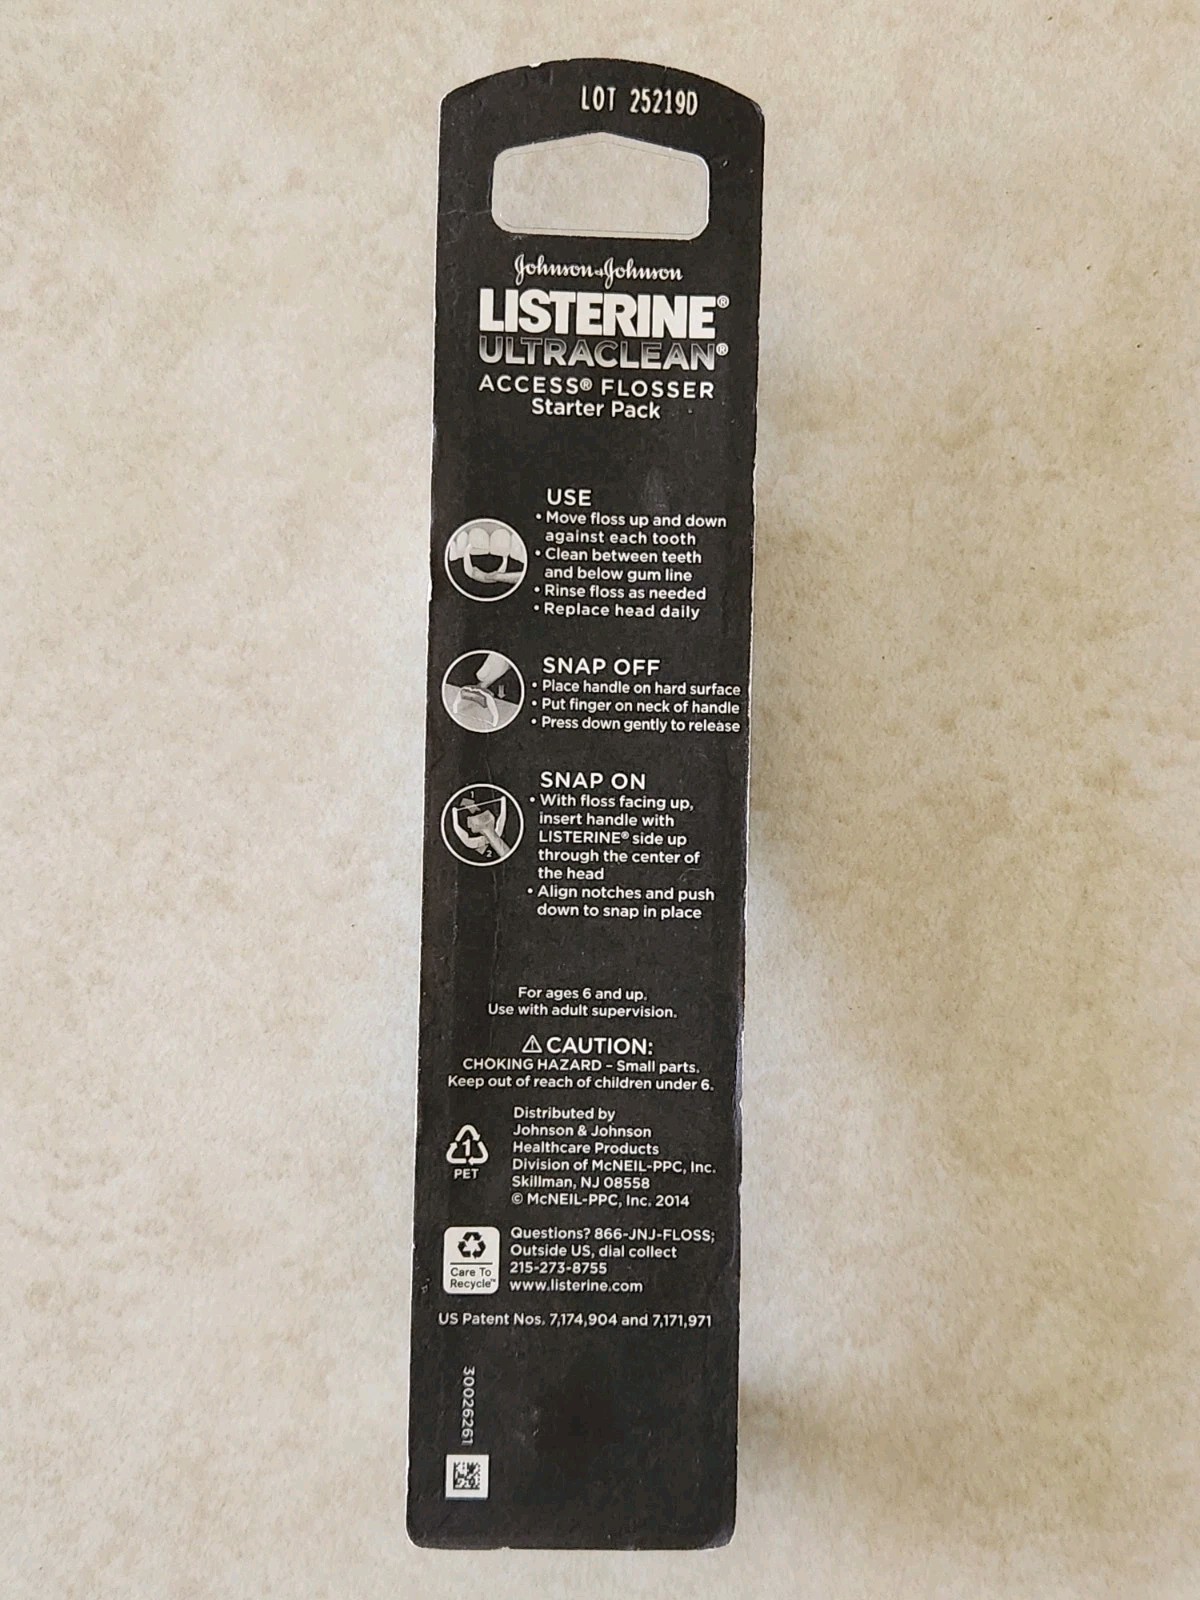 LOT 25219D
Johnson & Johnson
LISTERINE®
ULTRACLEAN®
ACCESS® FLOSSER
Starter Pack
USE
• Move floss up and down
against each tooth
• Clean between teeth
and below gum line
• Rinse floss as needed
• Replace head daily
SNAP OFF
• Place handle on hard surface
• Put finger on neck of handle
• Press down gently to release
SNAP ON
• With floss facing up,
insert handle with
LISTERINE® side up
through the center of
the head
• Align notches and push
down to snap in place
1
2
For ages 6 and up.
Use with adult supervision.
⚠ CAUTION:
CHOKING HAZARD – Small parts.
Keep out of reach of children under 6.
1
PET
Distributed by
Johnson & Johnson
Healthcare Products
Division of McNEIL-PPC, Inc.
Skillman, NJ 08558
© McNEIL-PPC, Inc. 2014
Care To
Recycle™
Questions? 866-JNJ-FLOSS;
Outside US, dial collect
215-273-8755
www.listerine.com
US Patent Nos. 7,174,904 and 7,171,971
30026261